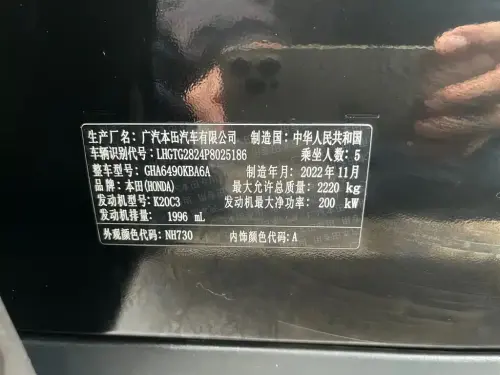 生产厂名：广汽本田汽车有限公司 制造国：中华人民共和国
车辆识别代号：LHGTG2824P8025186 乘坐人数：5
整车型号：GHA6490KBA6A 制造年月：2022年11月
品牌：本田(HONDA) 最大允许总质量：2220 kg
发动机型号：K20C3 发动机最大净功率：200 kW
发动机排量：1996 mL
外观颜色代码：NH730 内饰颜色代码：A